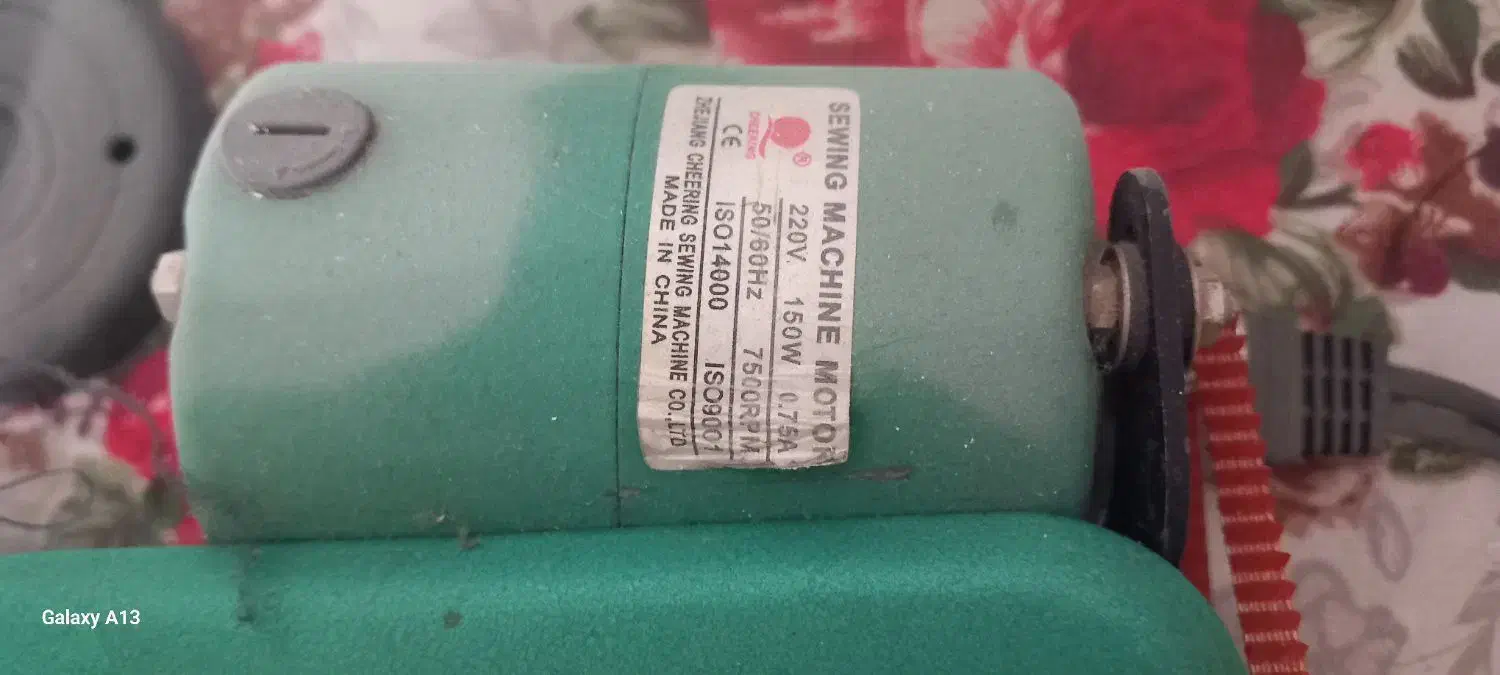 SEWING MACHINE MOTOR
CHEERING ®
220V 150W 0.75A
50/60Hz 7500RPM
CE ISO14000 ISO9001
ZHEJIANG CHEERING SEWING MACHINE CO.,LTD
MADE IN CHINA
Galaxy A13